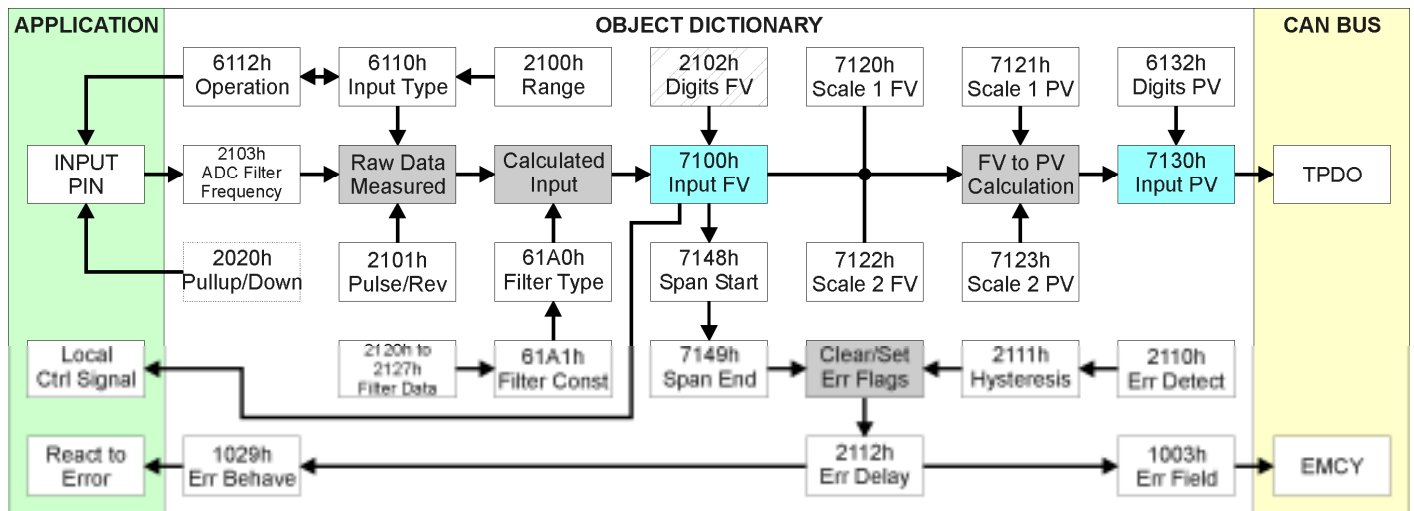 APPLICATION
OBJECT DICTIONARY
CAN BUS
6112h
Operation
6110h
Input Type
2100h
Range
2102h
Digits FV
7120h
Scale 1 FV
7121h
Scale 1 PV
6132h
Digits PV
INPUT
PIN
2103h
ADC Filter
Frequency
Raw Data
Measured
Calculated
Input
7100h
Input FV
FV to PV
Calculation
7130h
Input PV
TPDO
2020h
Pullup/Down
2101h
Pulse/Rev
61A0h
Filter Type
7148h
Span Start
7122h
Scale 2 FV
7123h
Scale 2 PV
Local
Ctrl Signal
2120h to
2127h
Filter Data
61A1h
Filter Const
7149h
Span End
Clear/Set
Err Flags
2111h
Hysteresis
2110h
Err Detect
React to
Error
1029h
Err Behave
2112h
Err Delay
1003h
Err Field
EMCY